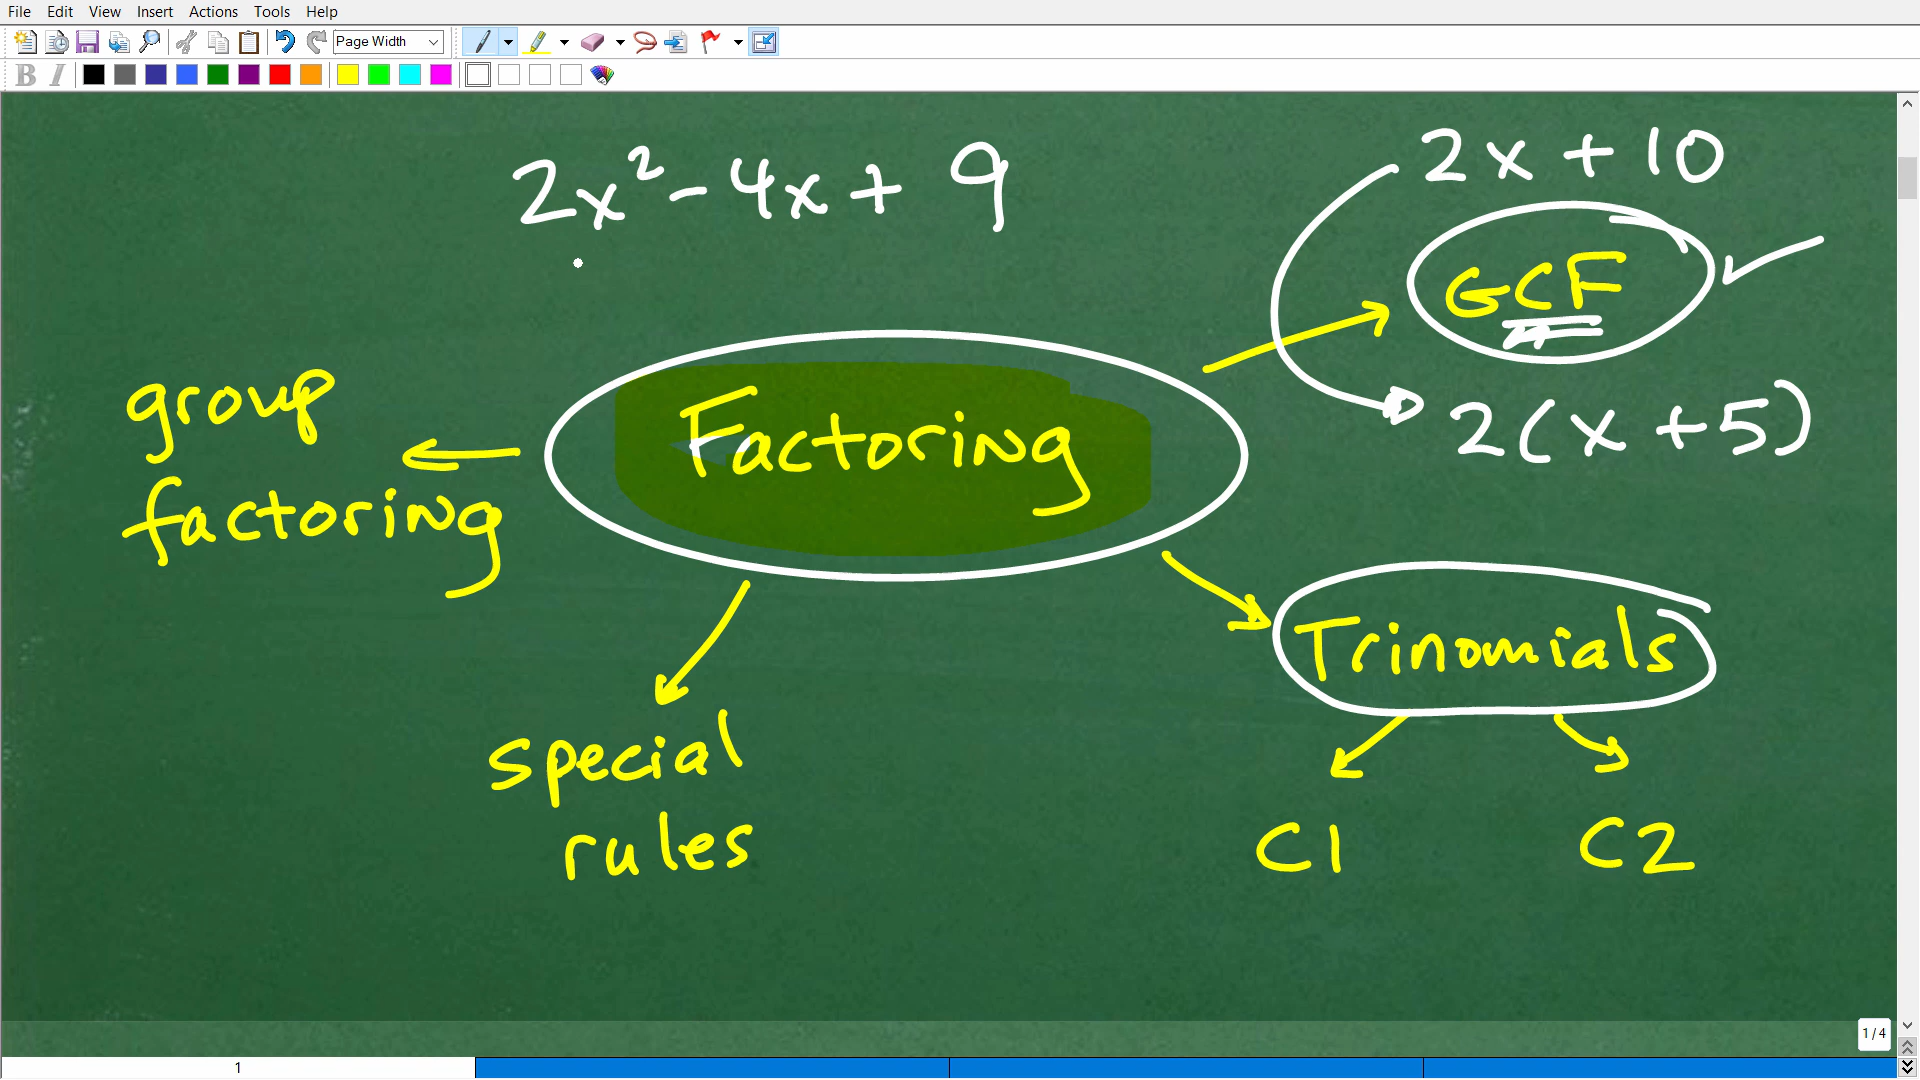 File Edit View Insert Actions Tools Help
Page Width
B I
2x² - 4x + 9
2x + 10
GCF
2(x + 5)
Factoring
group
factoring
special
rules
Trinomials
C1 C2
1 / 4
1